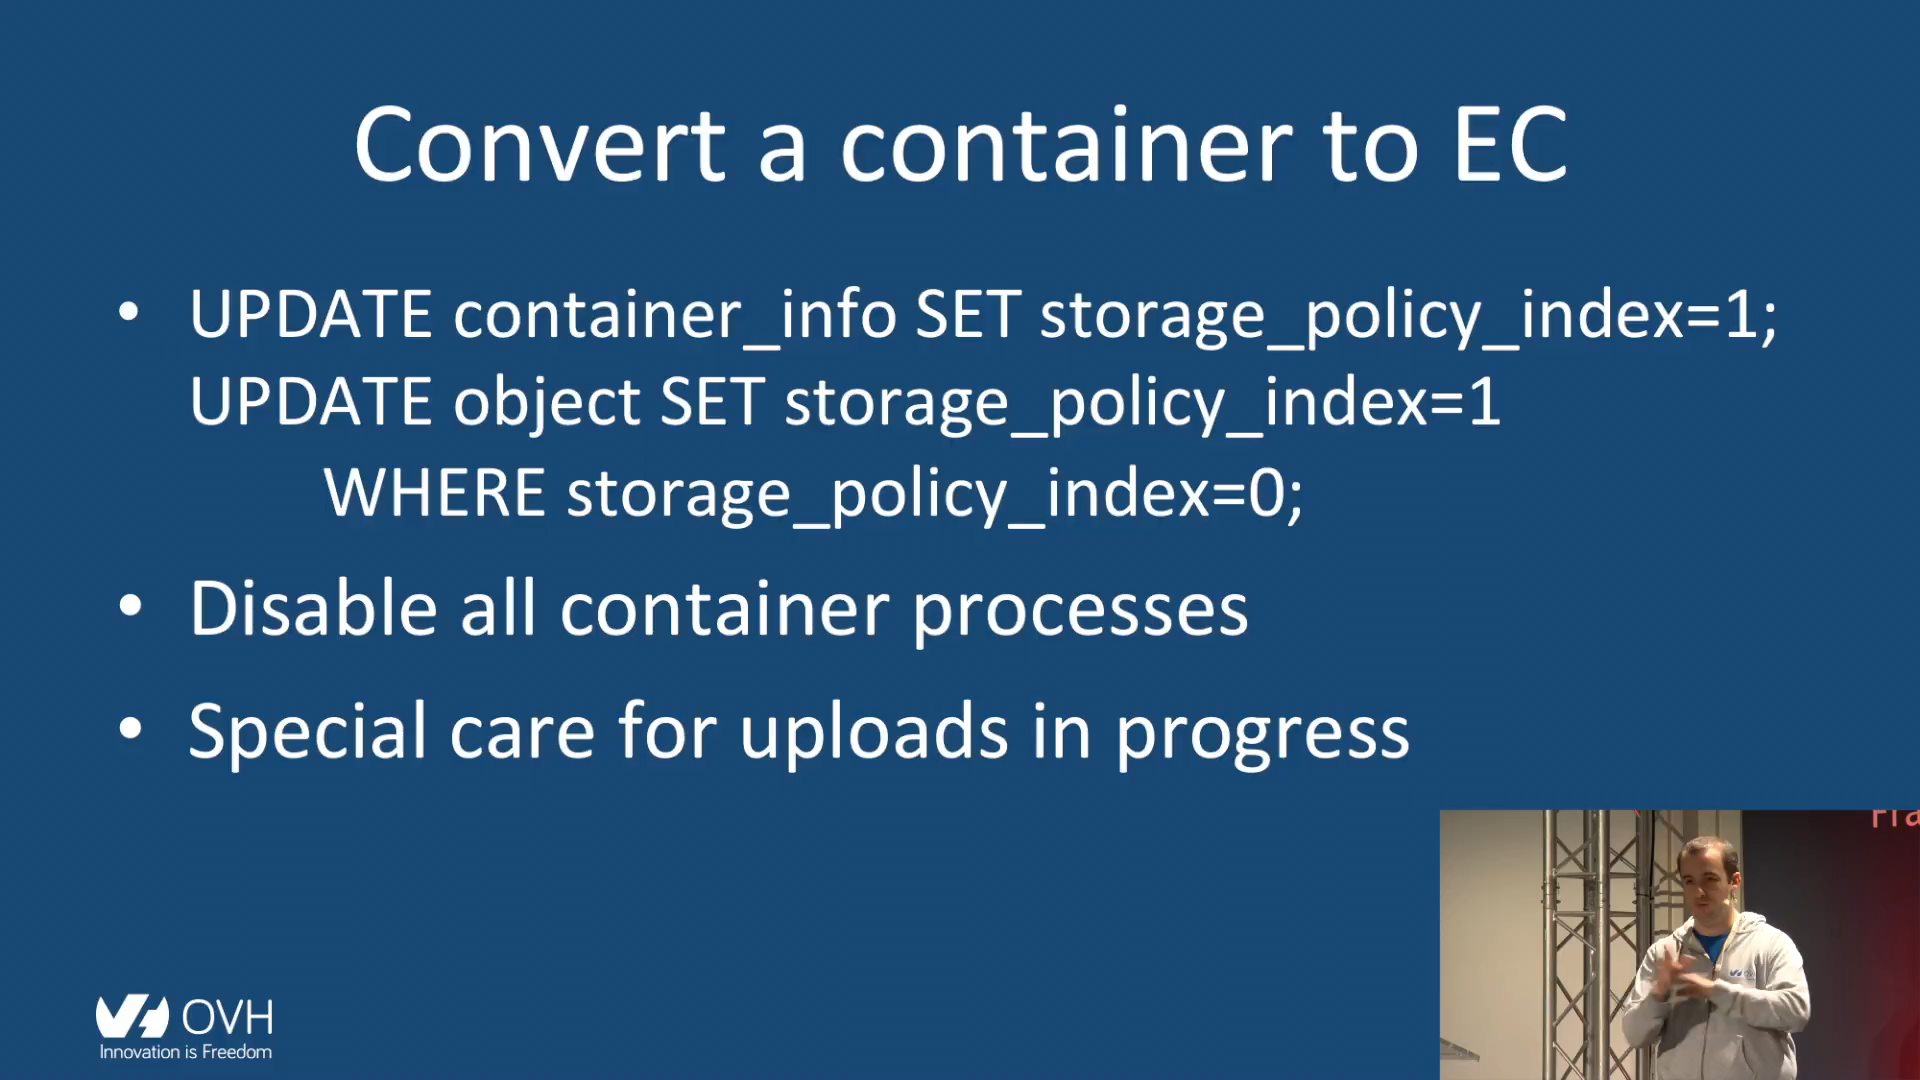 Convert a container to EC
• UPDATE container_info SET storage_policy_index=1;
UPDATE object SET storage_policy_index=1
WHERE storage_policy_index=0;
• Disable all container processes
• Special care for uploads in progress
OVH
Innovation is Freedom